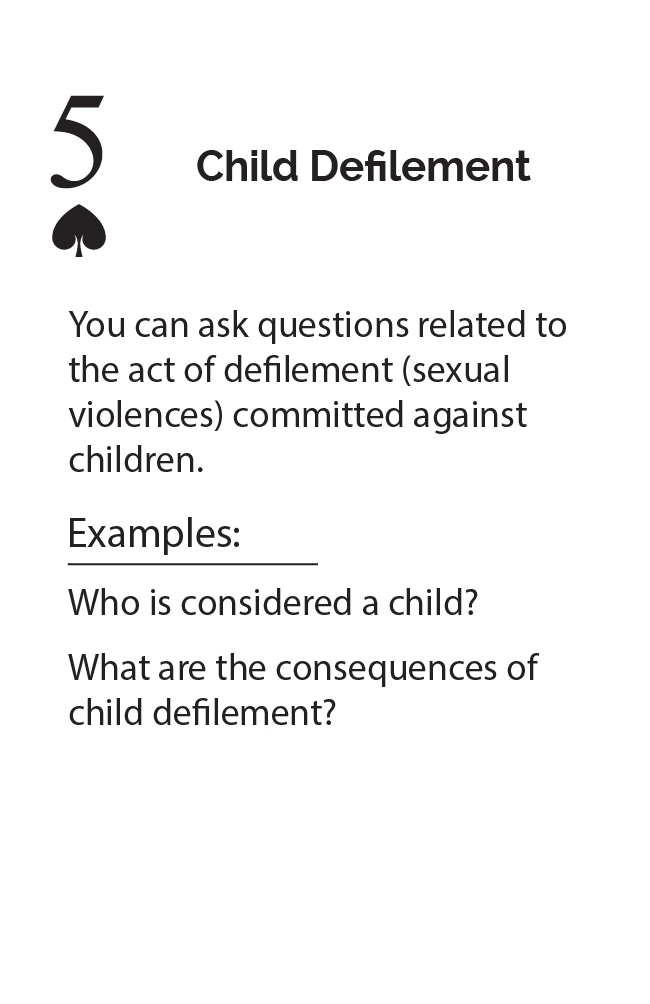 5
Child Defilement
You can ask questions related to
the act of defilement (sexual
violences) committed against
children.
Examples:
Who is considered a child?
What are the consequences of
child defilement?